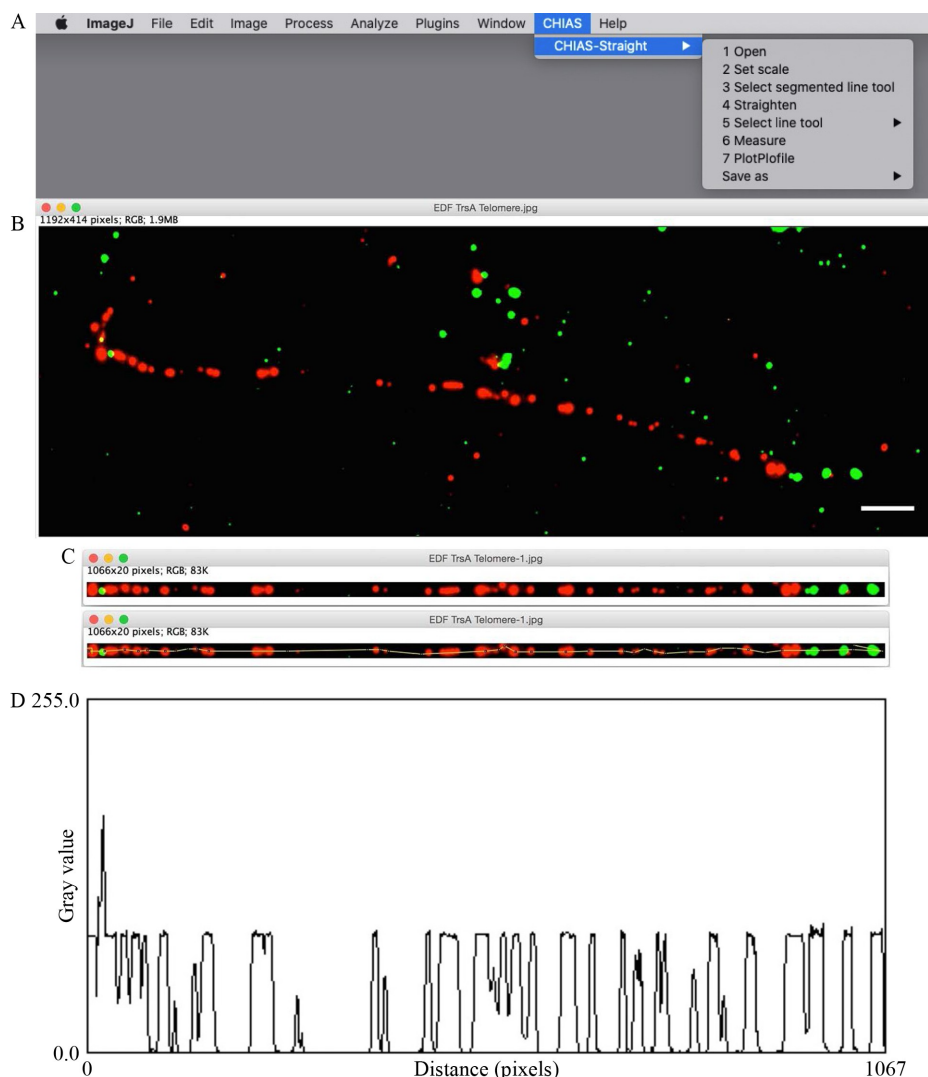 A
ImageJ File Edit Image Process Analyze Plugins Window CHIAS Help
CHIAS-Straight
1 Open
2 Set scale
3 Select segmented line tool
4 Straighten
5 Select line tool
6 Measure
7 PlotPlofile
Save as
B
EDF TrsA Telomere.jpg
1192x414 pixels; RGB; 1.9MB
C
EDF TrsA Telomere-1.jpg
1066x20 pixels; RGB; 83K
EDF TrsA Telomere-1.jpg
1066x20 pixels; RGB; 83K
D 255.0
Gray value
0.0
0 Distance (pixels) 1067